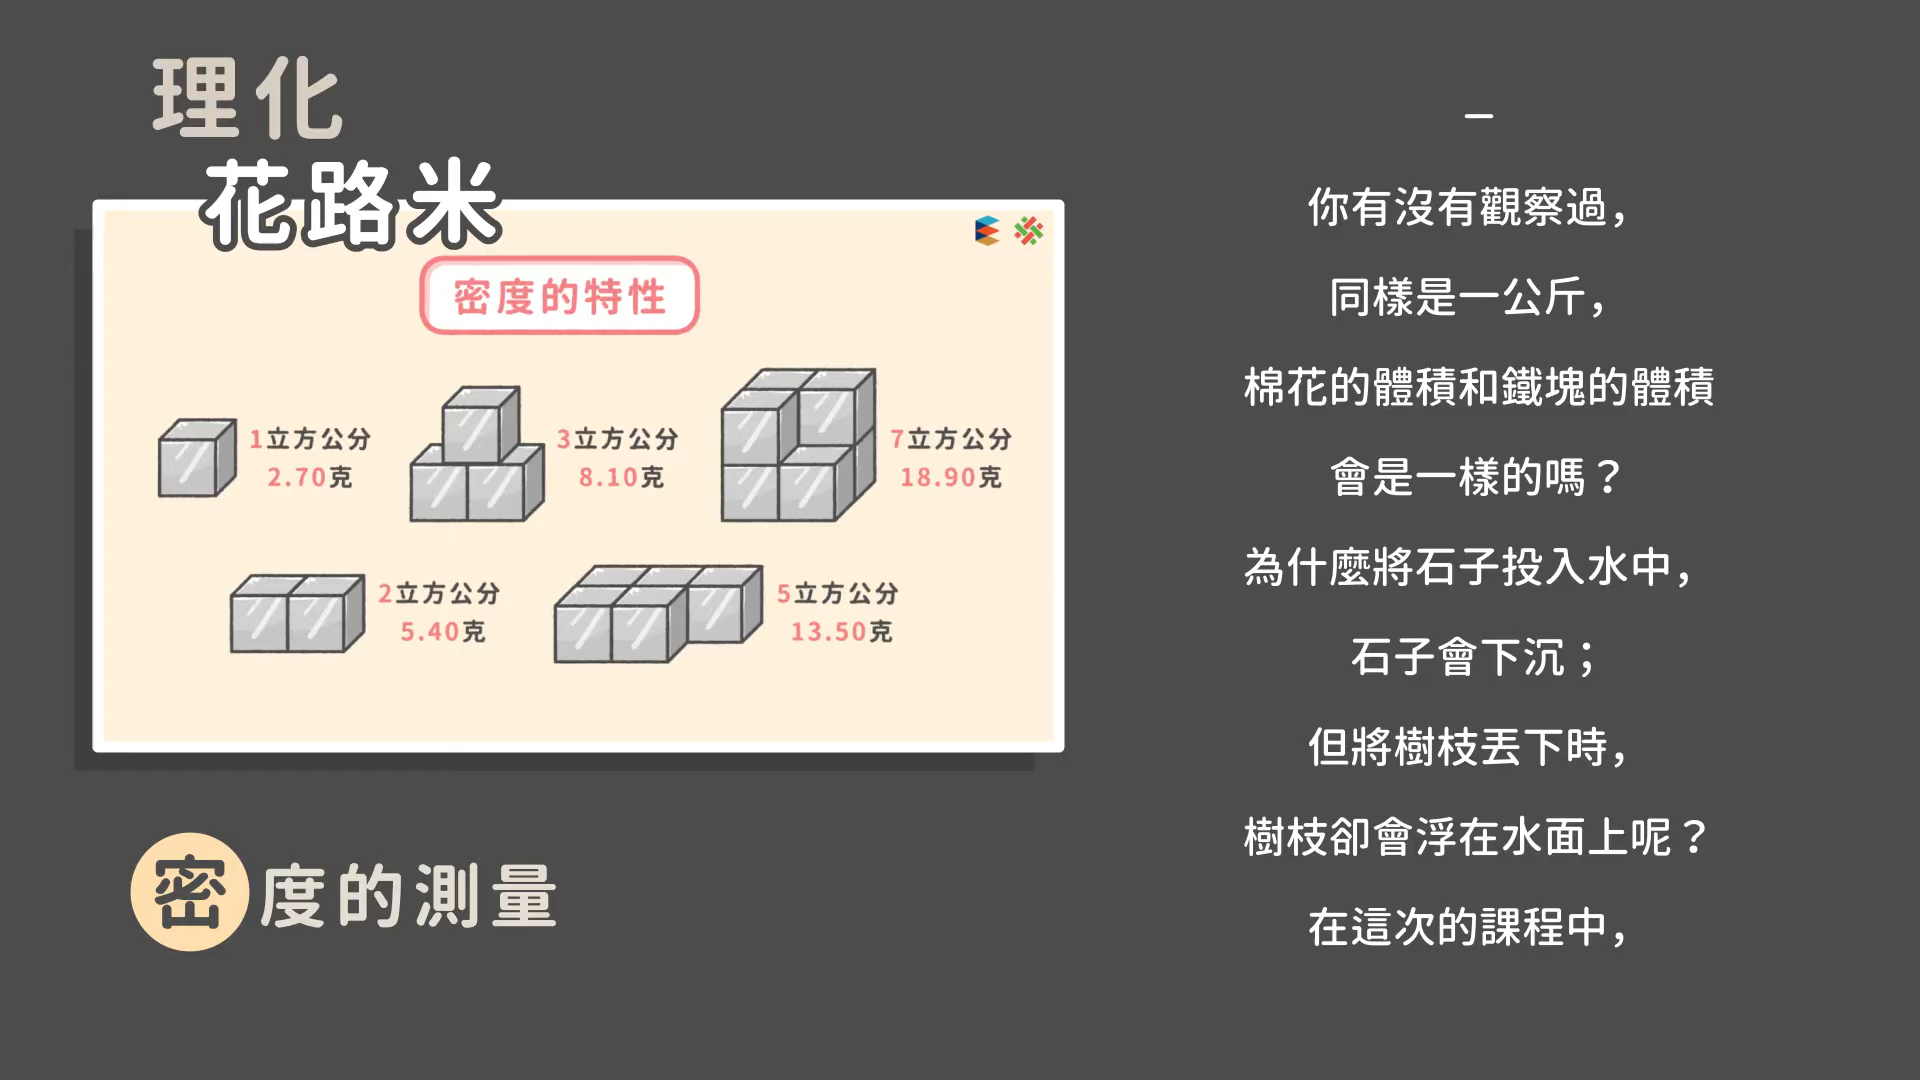 理化
花路米
密度的特性
1立方公分
2.70克
3立方公分
8.10克
7立方公分
18.90克
2立方公分
5.40克
5立方公分
13.50克
密度的測量
—
你有沒有觀察過，
同樣是一公斤，
棉花的體積和鐵塊的體積
會是一樣的嗎？
為什麼將石子投入水中，
石子會下沉；
但將樹枝丟下時，
樹枝卻會浮在水面上呢？
在這次的課程中，